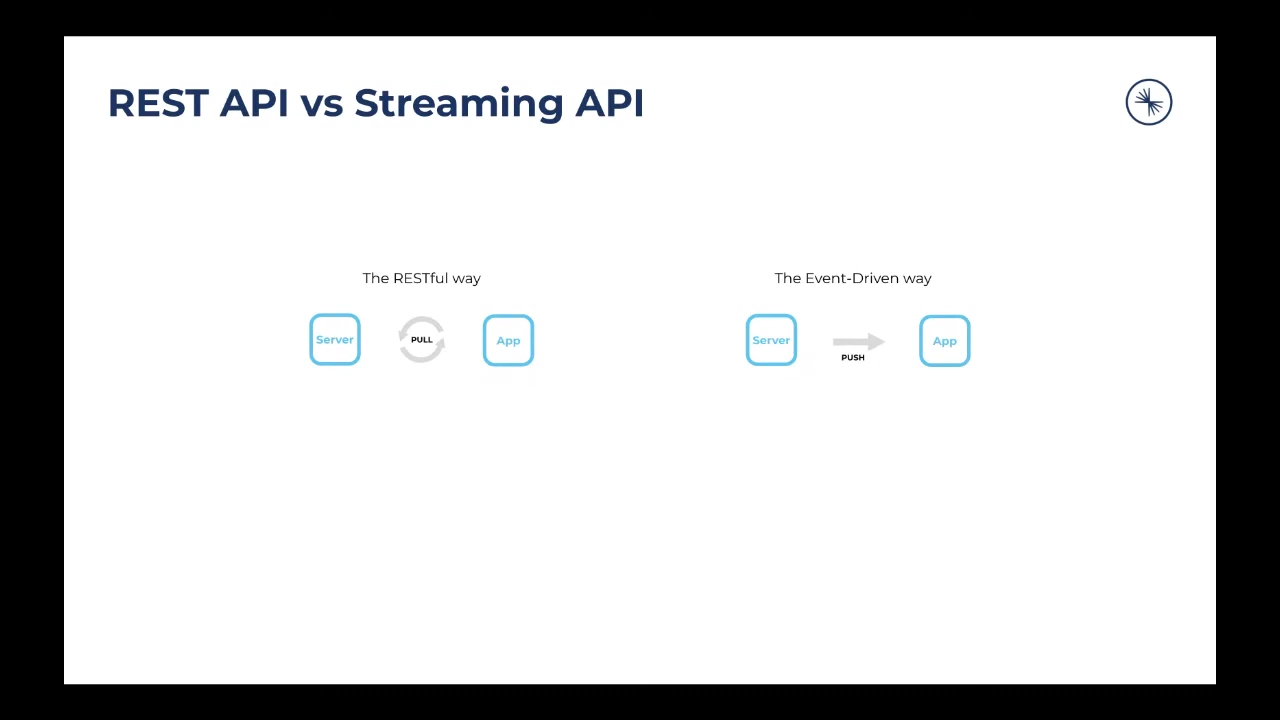 REST API vs Streaming API
The RESTful way
Server
PULL
App
The Event-Driven way
Server
PUSH
App